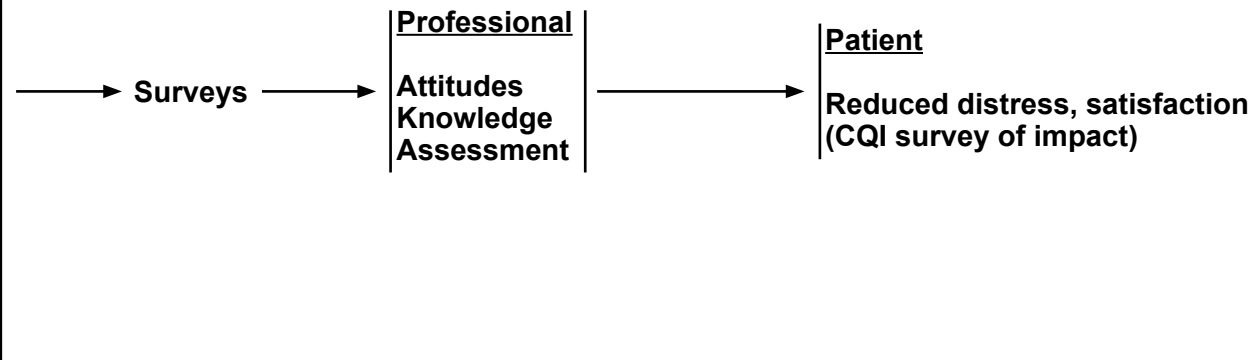 Surveys
Professional
Attitudes
Knowledge
Assessment
Patient
Reduced distress, satisfaction
(CQI survey of impact)